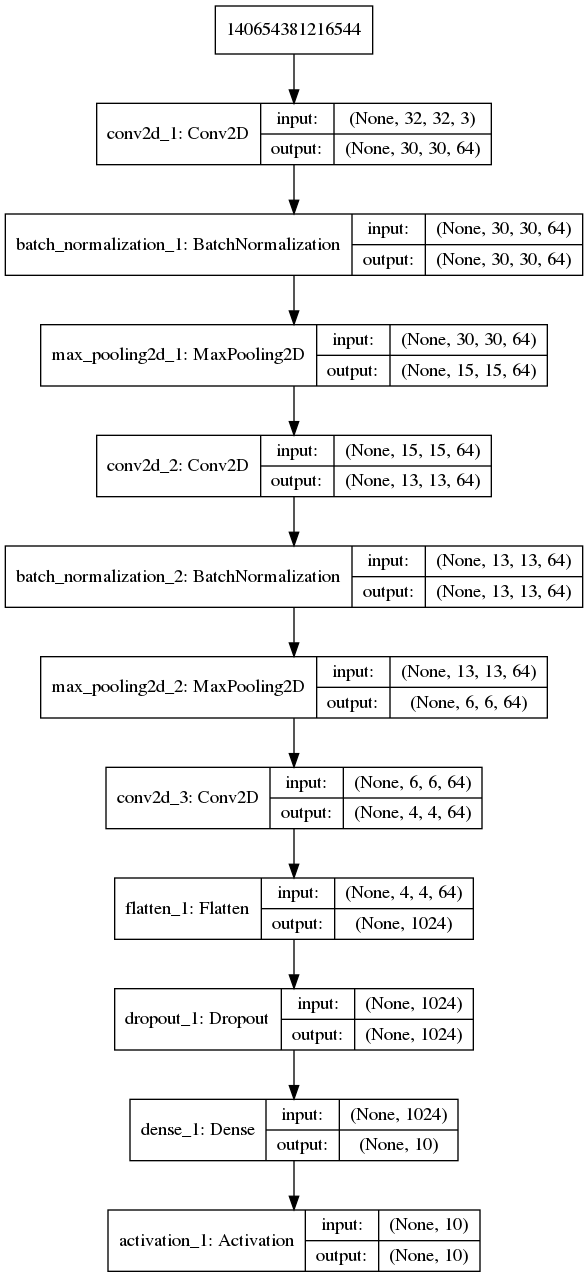 140654381216544
conv2d_1: Conv2D
input: (None, 32, 32, 3)
output: (None, 30, 30, 64)
batch_normalization_1: BatchNormalization
input: (None, 30, 30, 64)
output: (None, 30, 30, 64)
max_pooling2d_1: MaxPooling2D
input: (None, 30, 30, 64)
output: (None, 15, 15, 64)
conv2d_2: Conv2D
input: (None, 15, 15, 64)
output: (None, 13, 13, 64)
batch_normalization_2: BatchNormalization
input: (None, 13, 13, 64)
output: (None, 13, 13, 64)
max_pooling2d_2: MaxPooling2D
input: (None, 13, 13, 64)
output: (None, 6, 6, 64)
conv2d_3: Conv2D
input: (None, 6, 6, 64)
output: (None, 4, 4, 64)
flatten_1: Flatten
input: (None, 4, 4, 64)
output: (None, 1024)
dropout_1: Dropout
input: (None, 1024)
output: (None, 1024)
dense_1: Dense
input: (None, 1024)
output: (None, 10)
activation_1: Activation
input: (None, 10)
output: (None, 10)